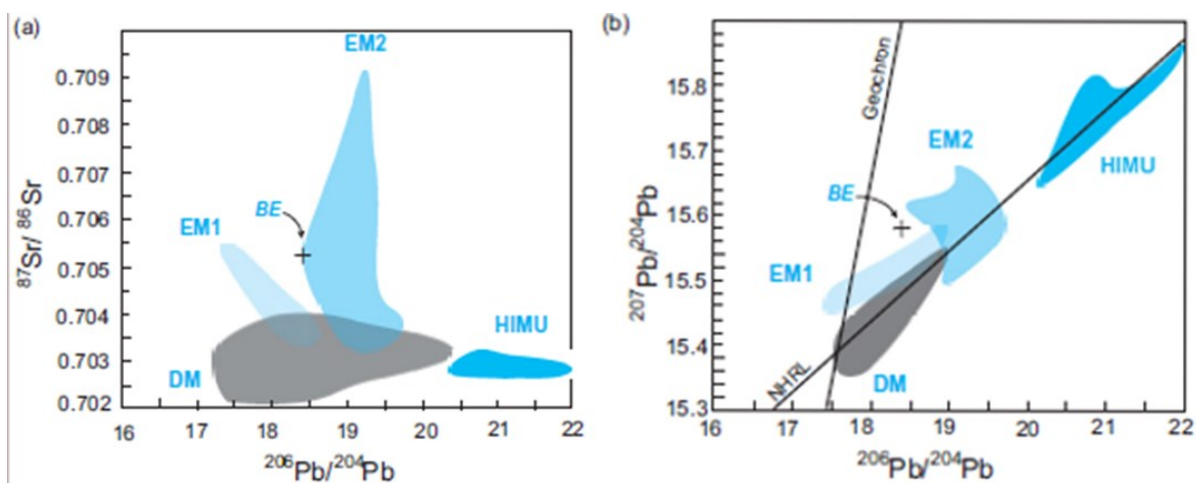 (a)
EM2
0.709
0.708
0.707
0.706
0.705
0.704
0.703
0.702
87Sr/ 86Sr
BE
EM1
HIMU
DM
16 17 18 19 20 21 22
206Pb/204Pb
(b)
Geochron
15.8
15.7
15.6
15.5
15.4
15.3
207Pb/204Pb
EM2
HIMU
BE
EM1
NHRL
DM
16 17 18 19 20 21 22
206Pb/204Pb